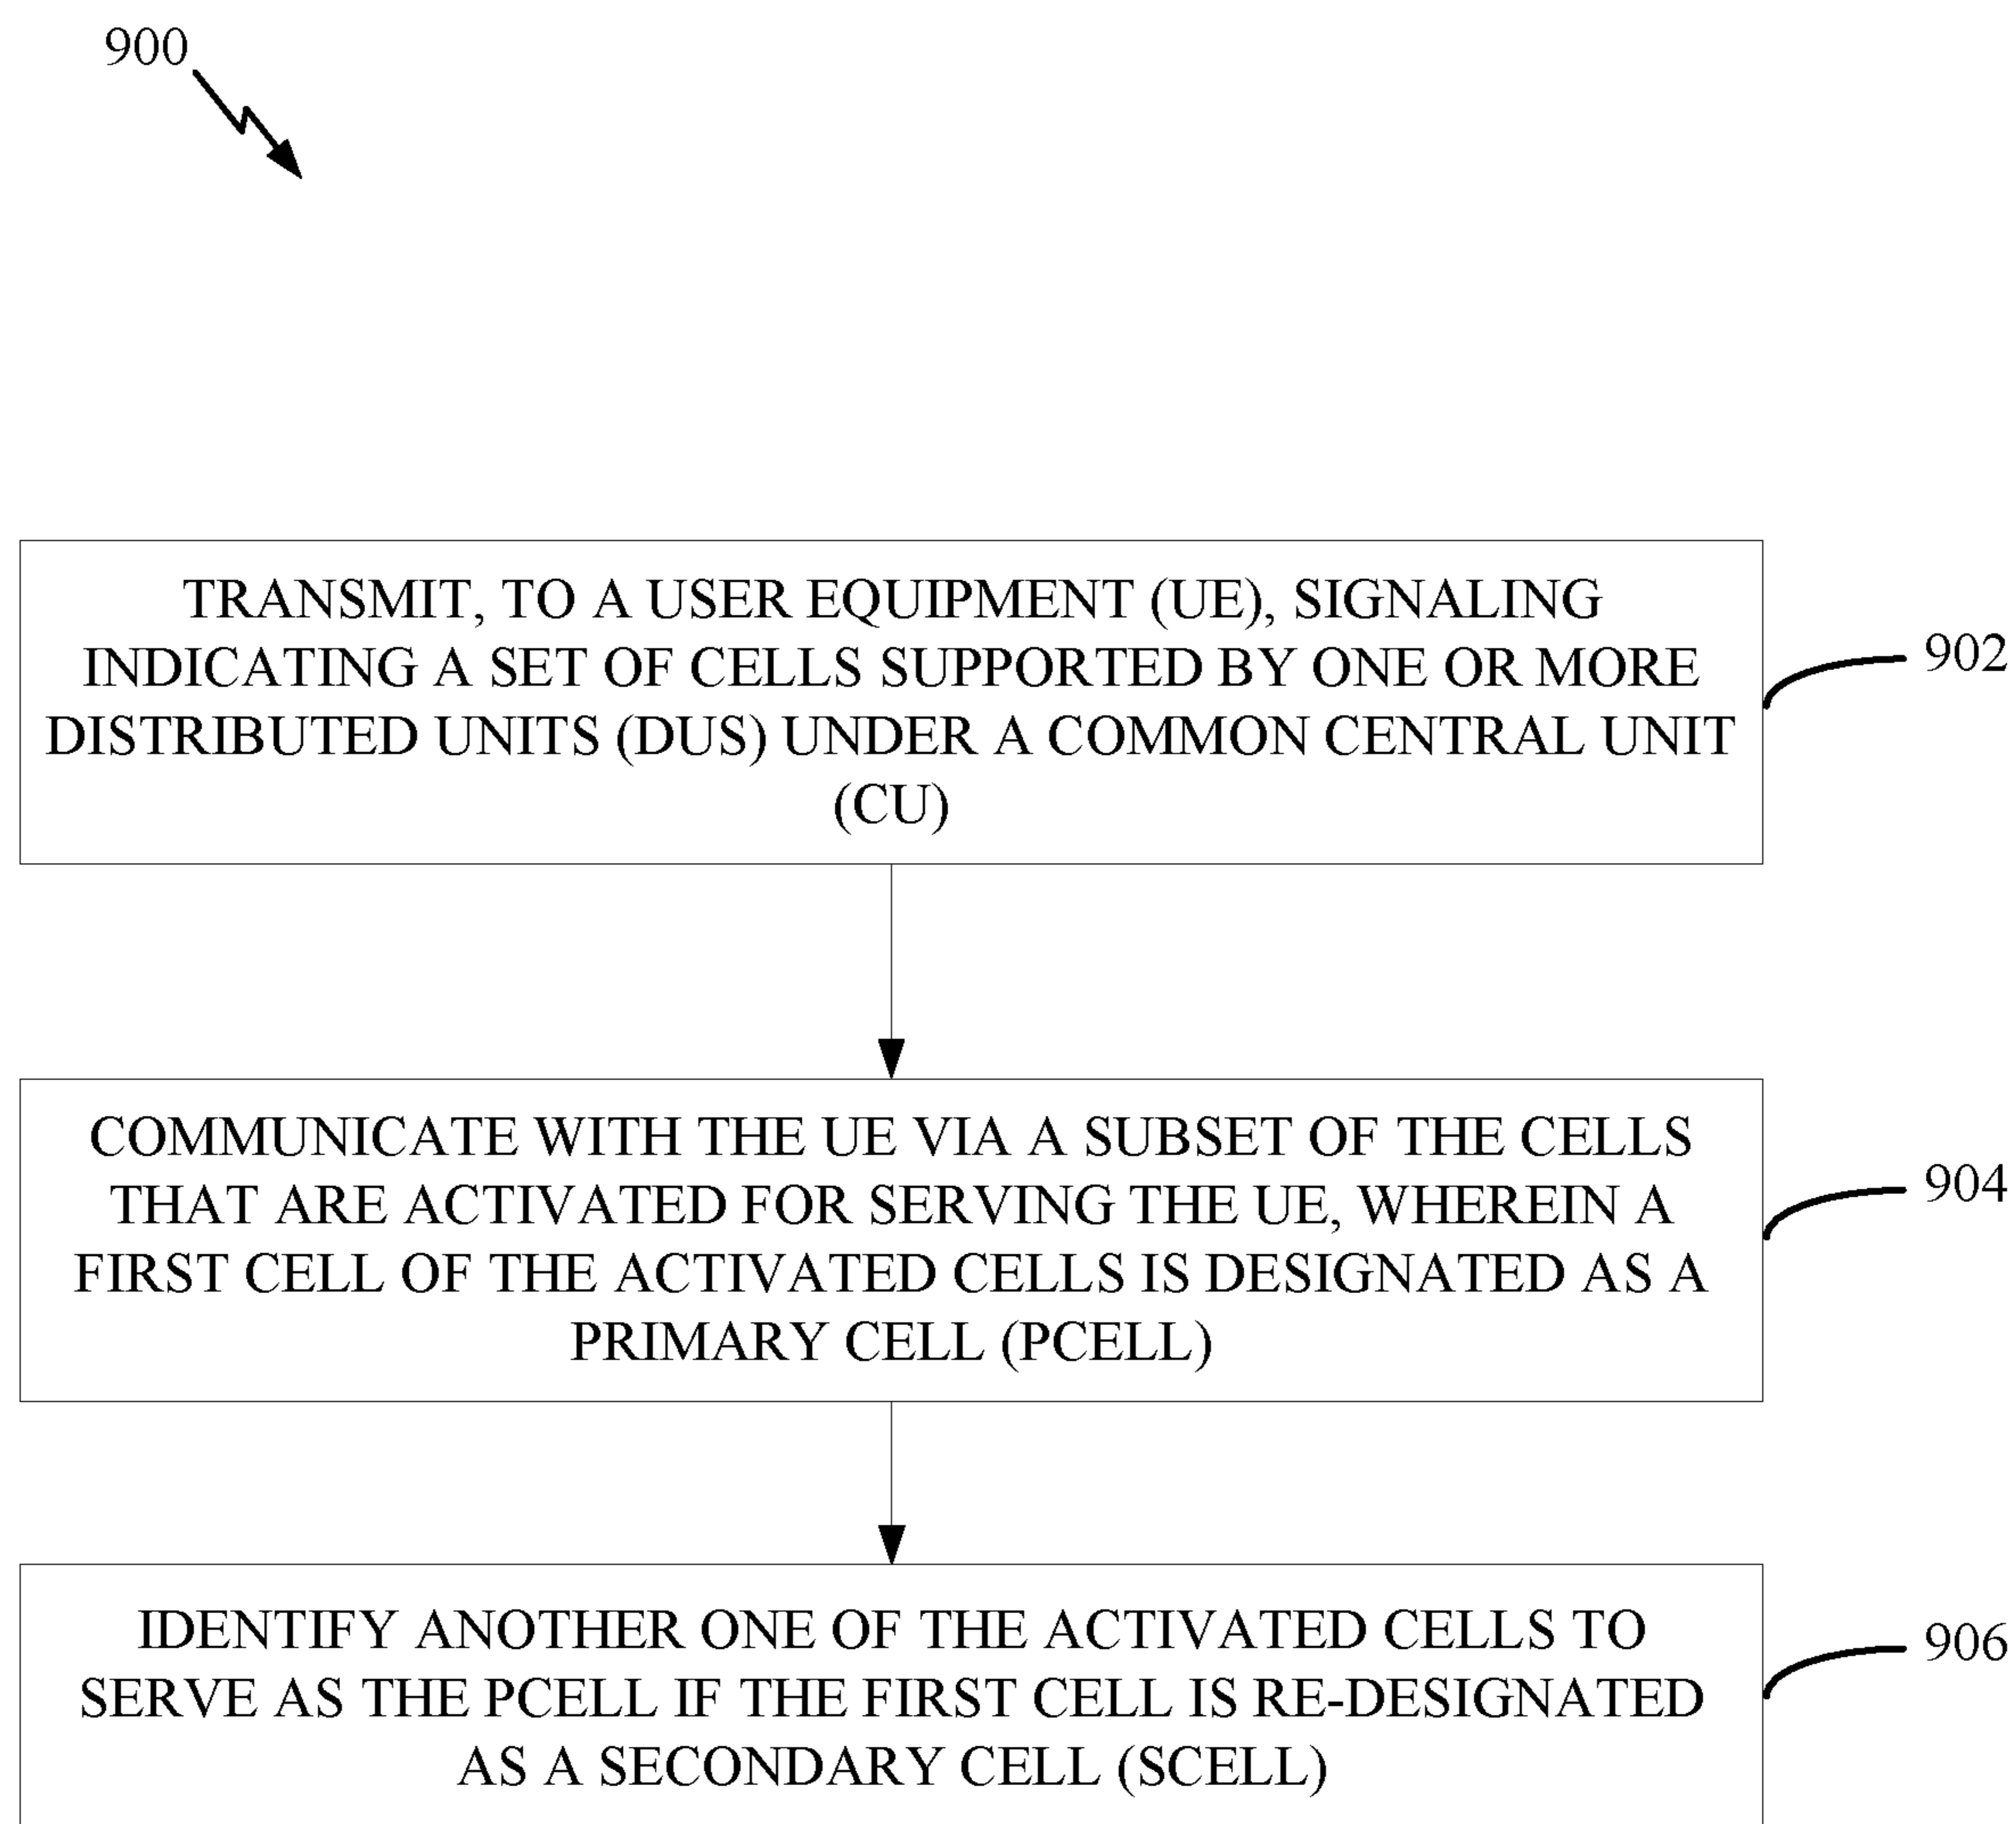 900
TRANSMIT, TO A USER EQUIPMENT (UE), SIGNALING
INDICATING A SET OF CELLS SUPPORTED BY ONE OR MORE
DISTRIBUTED UNITS (DUS) UNDER A COMMON CENTRAL UNIT
(CU)
902
COMMUNICATE WITH THE UE VIA A SUBSET OF THE CELLS
THAT ARE ACTIVATED FOR SERVING THE UE, WHEREIN A
FIRST CELL OF THE ACTIVATED CELLS IS DESIGNATED AS A
PRIMARY CELL (PCELL)
904
IDENTIFY ANOTHER ONE OF THE ACTIVATED CELLS TO
SERVE AS THE PCELL IF THE FIRST CELL IS RE-DESIGNATED
AS A SECONDARY CELL (SCELL)
906